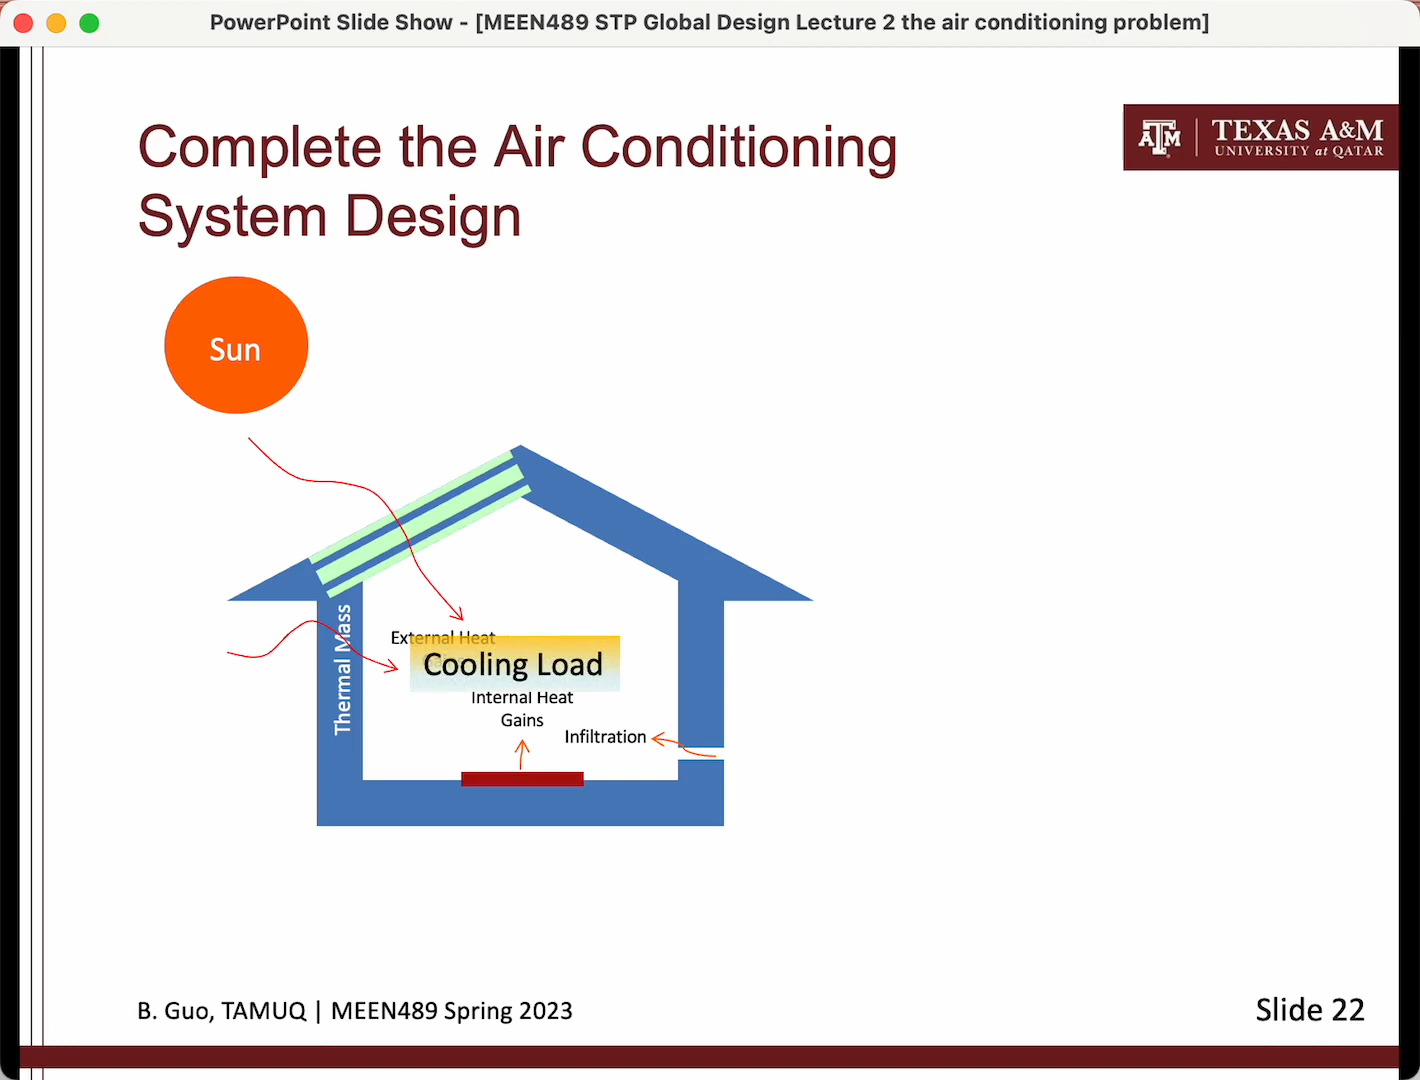 PowerPoint Slide Show - [MEEN489 STP Global Design Lecture 2 the air conditioning problem]
Complete the Air Conditioning
System Design
TEXAS A&M
UNIVERSITY at QATAR
Sun
Thermal Mass
External Heat
Cooling Load
Internal Heat
Gains
Infiltration
B. Guo, TAMUQ | MEEN489 Spring 2023
Slide 22